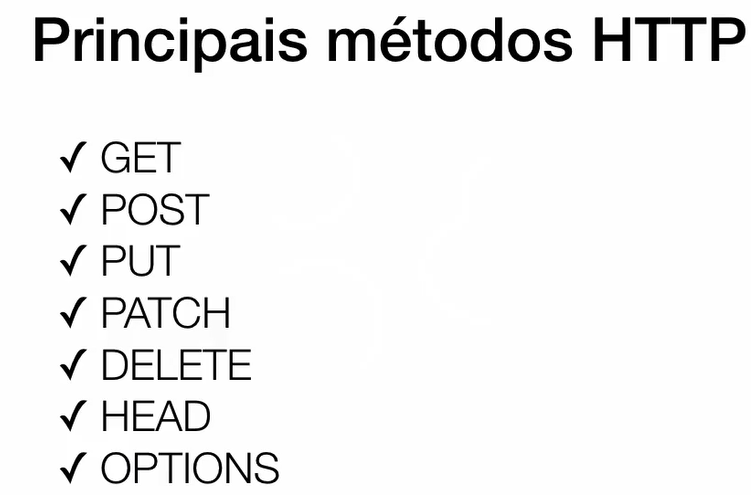 Principais métodos HTTP
✓ GET
✓ POST
✓ PUT
✓ PATCH
✓ DELETE
✓ HEAD
✓ OPTIONS